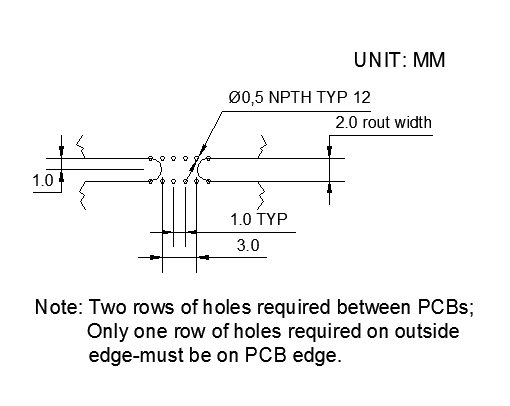 UNIT: MM
Ø0,5 NPTH TYP 12
2.0 rout width
1.0
1.0 TYP
3.0
Note: Two rows of holes required between PCBs;
Only one row of holes required on outside
edge-must be on PCB edge.